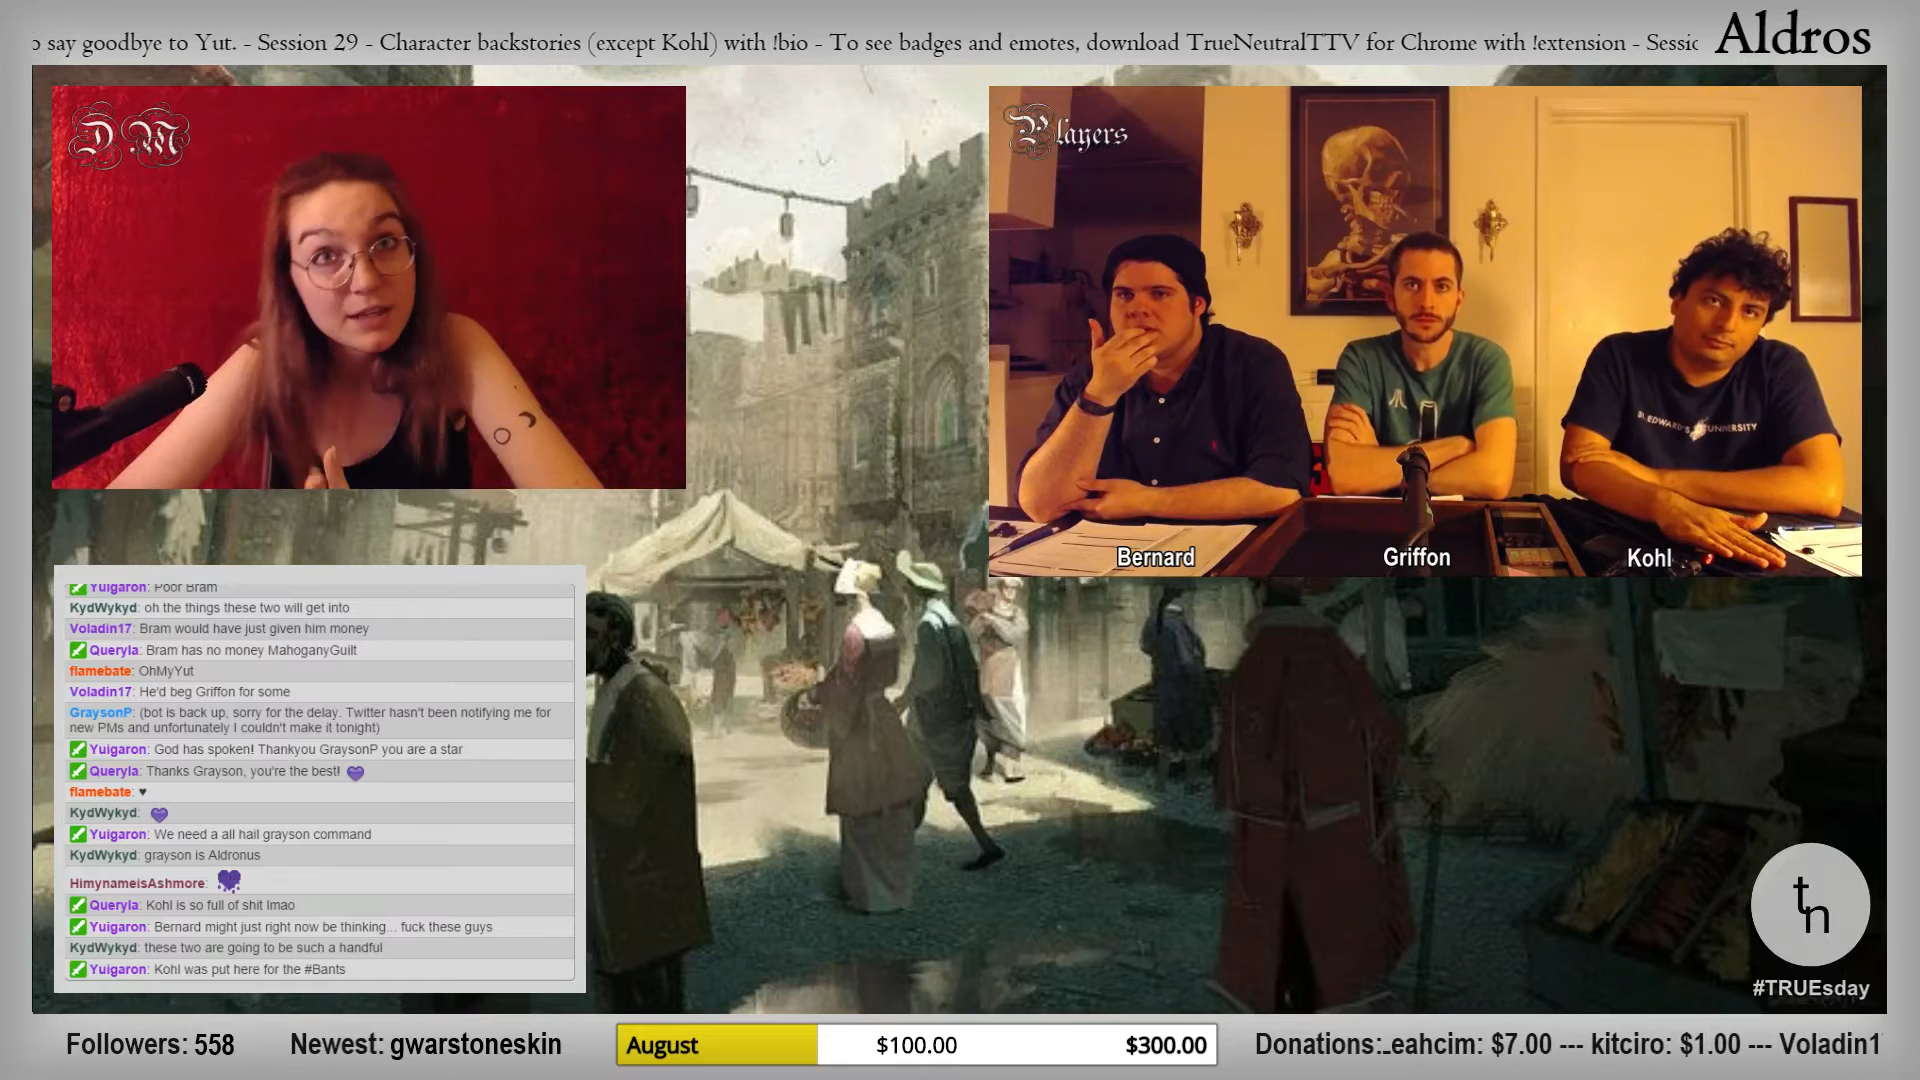 o say goodbye to Yut. - Session 29 - Character backstories (except Kohl) with !bio - To see badges and emotes, download TrueNeutralTTV for Chrome with !extension - Sessio
Aldros
D.M
Players
ST. EDWARD'S UNIVERSITY
Bernard
Griffon
Kohl
Yuigaron: Poor Bram
KydWykyd: oh the things these two will get into
Voladin17: Bram would have just given him money
Queryla: Bram has no money MahoganyGuilt
flamebate: OhMyYut
Voladin17: He'd beg Griffon for some
GraysonP: (bot is back up, sorry for the delay. Twitter hasn't been notifying me for
new PMs and unfortunately I couldn't make it tonight)
Yuigaron: God has spoken! Thankyou GraysonP you are a star
Queryla: Thanks Grayson, you're the best! 💜
flamebate: ♥
KydWykyd: 💜
Yuigaron: We need a all hail grayson command
KydWykyd: grayson is Aldronus
HimynameisAshmore: 💜
Queryla: Kohl is so full of shit lmao
Yuigaron: Bernard might just right now be thinking... fuck these guys
KydWykyd: these two are going to be such a handful
Yuigaron: Kohl was put here for the #Bants
tn
#TRUEsday
Followers: 558
Newest: gwarstoneskin
August
$100.00
$300.00
Donations:_eahcim: $7.00 --- kitciro: $1.00 --- Voladin1